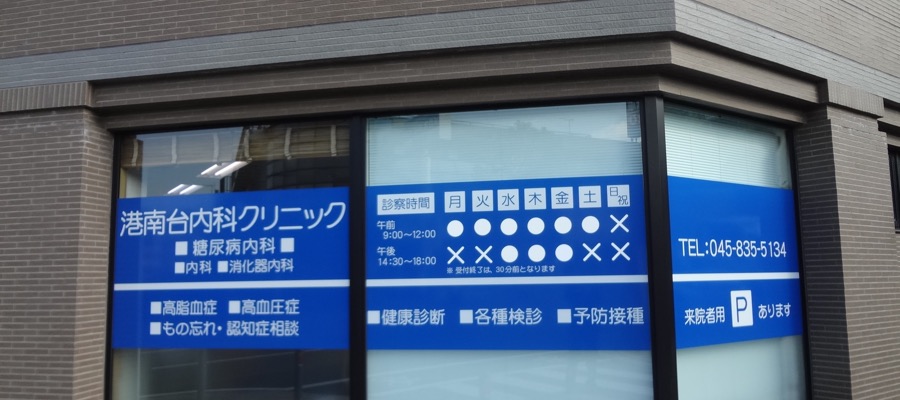 港南台内科クリニック
■糖尿病内科■
■内科 ■消化器内科
■高脂血症 ■高血圧症
■もの忘れ・認知症相談
診察時間 月 火 水 木 金 土 日祝
午前 9:00〜12:00 ● ● ● ● ● ● ×
午後 14:30〜18:00 × × ● ● ● × ×
※ 受付終了は、30分前となります
■健康診断 ■各種検診 ■予防接種
TEL:045-835-5134
来院者用 P あります